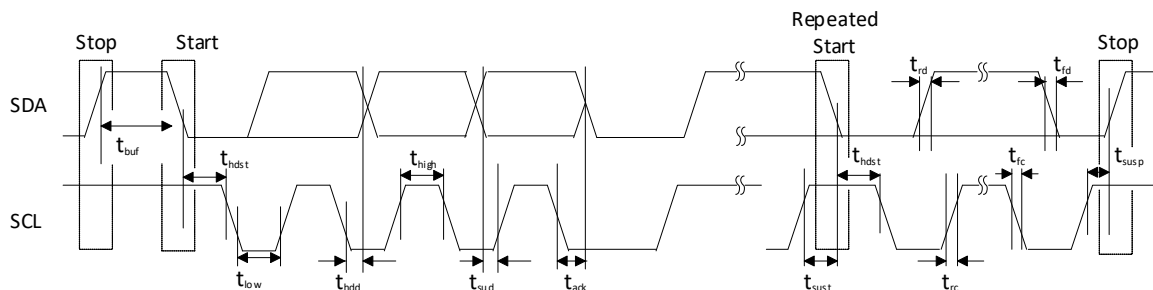 Repeated
Stop Start Start Stop
t_rd t_fd
SDA
t_buf t_hdst t_high t_hdst t_fc t_susp
SCL
t_low t_hdd t_sud t_ack t_sust t_rc